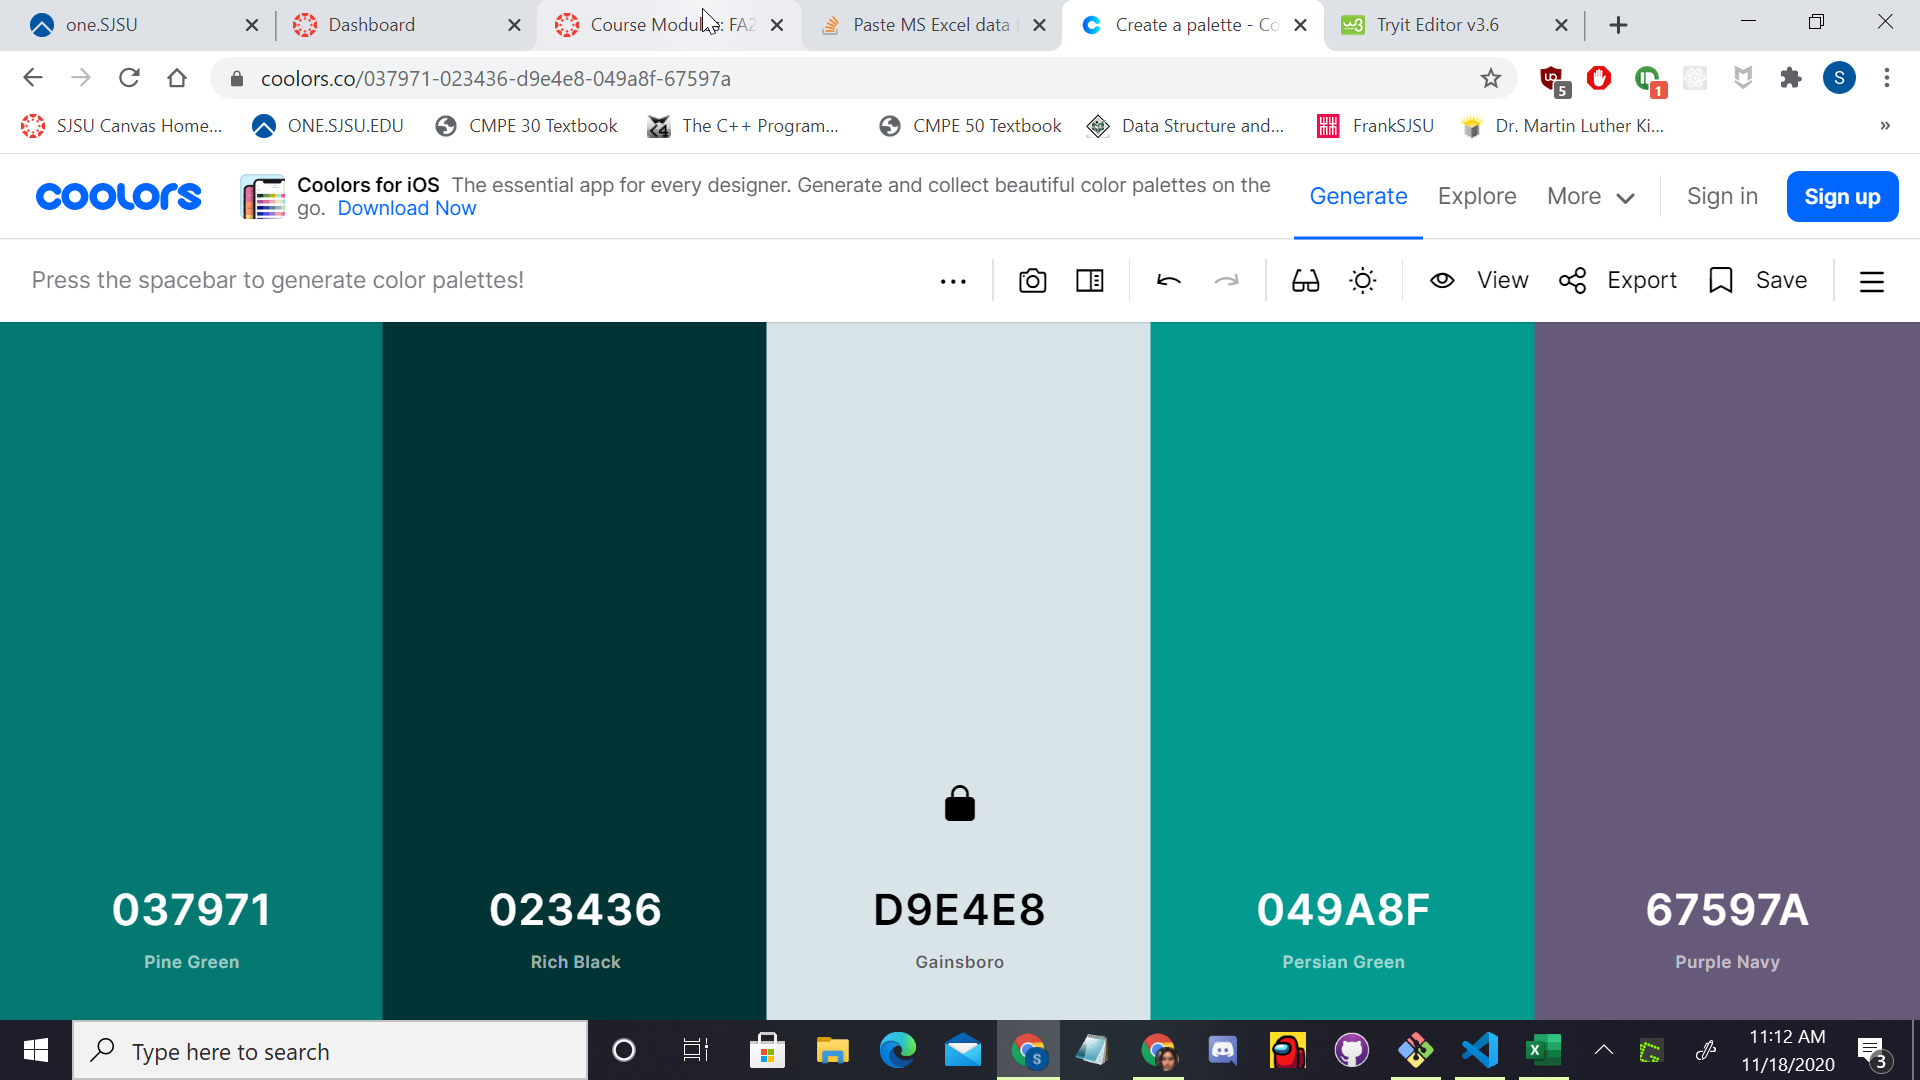 one.SJSU
Dashboard
Course Modules: FA2
Paste MS Excel data t
Create a palette - Co
Tryit Editor v3.6
coolors.co/037971-023436-d9e4e8-049a8f-67597a
5
1
S
SJSU Canvas Home...
ONE.SJSU.EDU
CMPE 30 Textbook
The C++ Program...
CMPE 50 Textbook
Data Structure and...
FrankSJSU
Dr. Martin Luther Ki...
»
coolors
Coolors for iOS The essential app for every designer. Generate and collect beautiful color palettes on the
go. Download Now
Generate
Explore
More
Sign in
Sign up
Press the spacebar to generate color palettes!
View
Export
Save
037971
Pine Green
023436
Rich Black
D9E4E8
Gainsboro
049A8F
Persian Green
67597A
Purple Navy
Type here to search
S
11:12 AM
11/18/2020
3